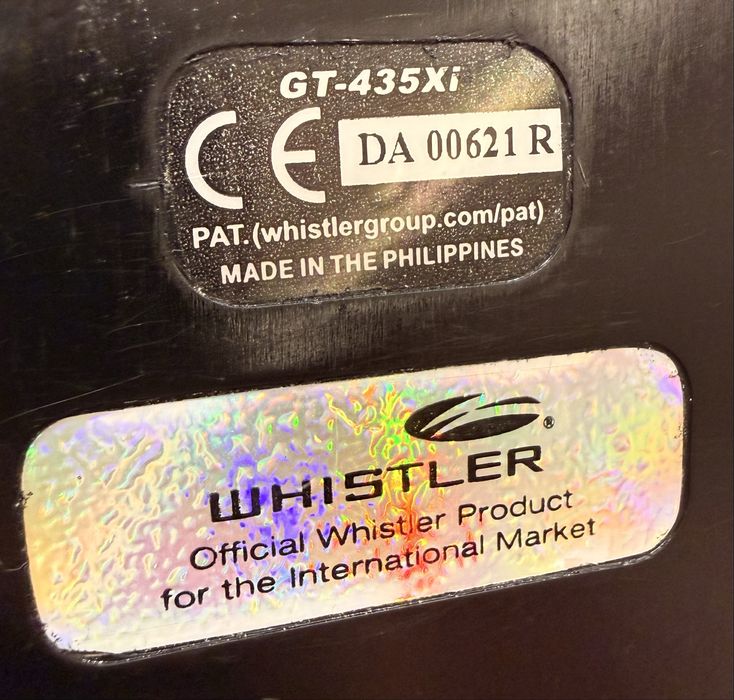 GT-435Xi
CE DA 00621 R
PAT. (whistlergroup.com/pat)
MADE IN THE PHILIPPINES
®
WHISTLER
Official Whistler Product
for the International Market